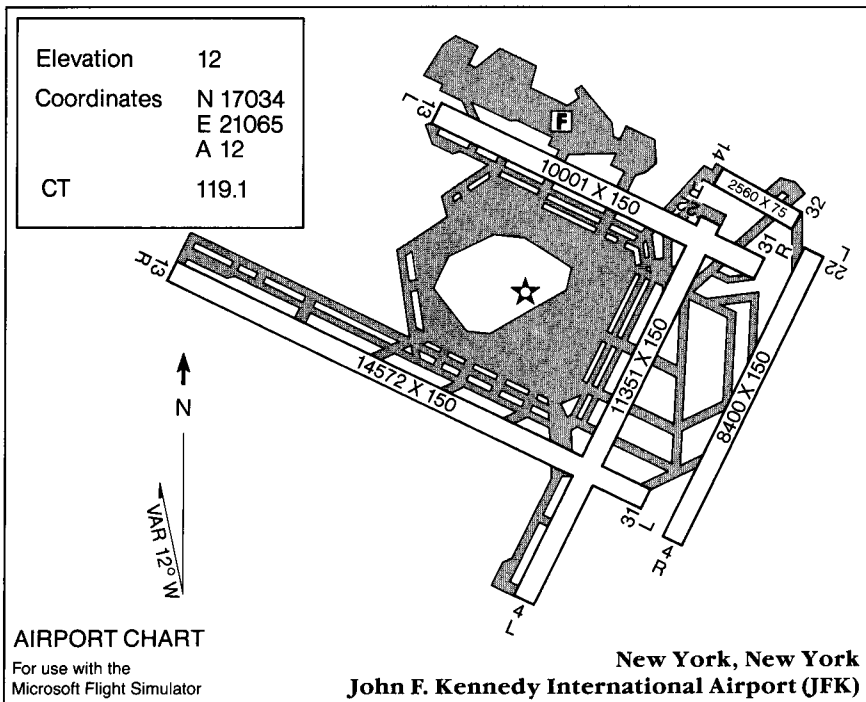 Elevation 12
Coordinates N 17034
E 21065
A 12
CT 119.1
13
L
F
10001 X 150
14
2560 X 75
32
22
R
31
R
22
L
13
R
14572 X 150
11351 X 150
8400 X 150
N
VAR 12° W
31
L
4
R
4
L
AIRPORT CHART
For use with the
Microsoft Flight Simulator
New York, New York
John F. Kennedy International Airport (JFK)